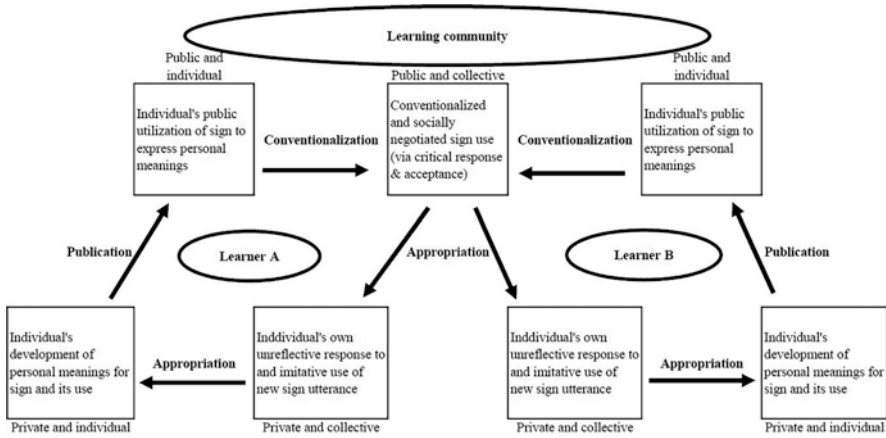 Learning community
Public and
individual
Public and collective
Public and
individual
Individual's public
utilization of sign to
express personal
meanings
Conventionalization
Conventionalized
and socially
negotiated sign use
(via critical response
& acceptance)
Conventionalization
Individual's public
utilization of sign to
express personal
meanings
Publication
Learner A
Appropriation
Learner B
Publication
Individual's
development of
personal meanings for
sign and its use
Private and individual
Appropriation
Inddividual's own
unreflective response to
and imitative use of
new sign utterance
Private and collective
Inddividual's own
unreflective response to
and imitative use of
new sign utterance
Private and collective
Appropriation
Individual's
development of
personal meanings for
sign and its use
Private and individual